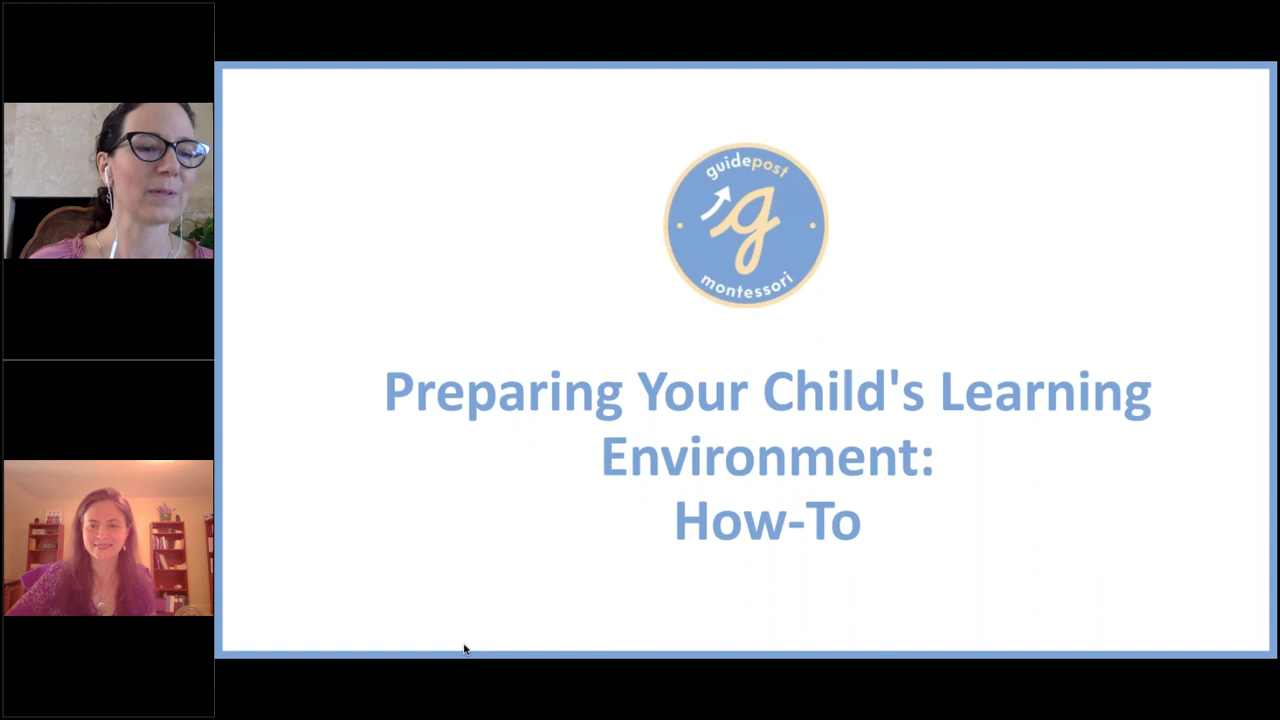 guidepost
g
montessori
Preparing Your Child's Learning
Environment:
How-To